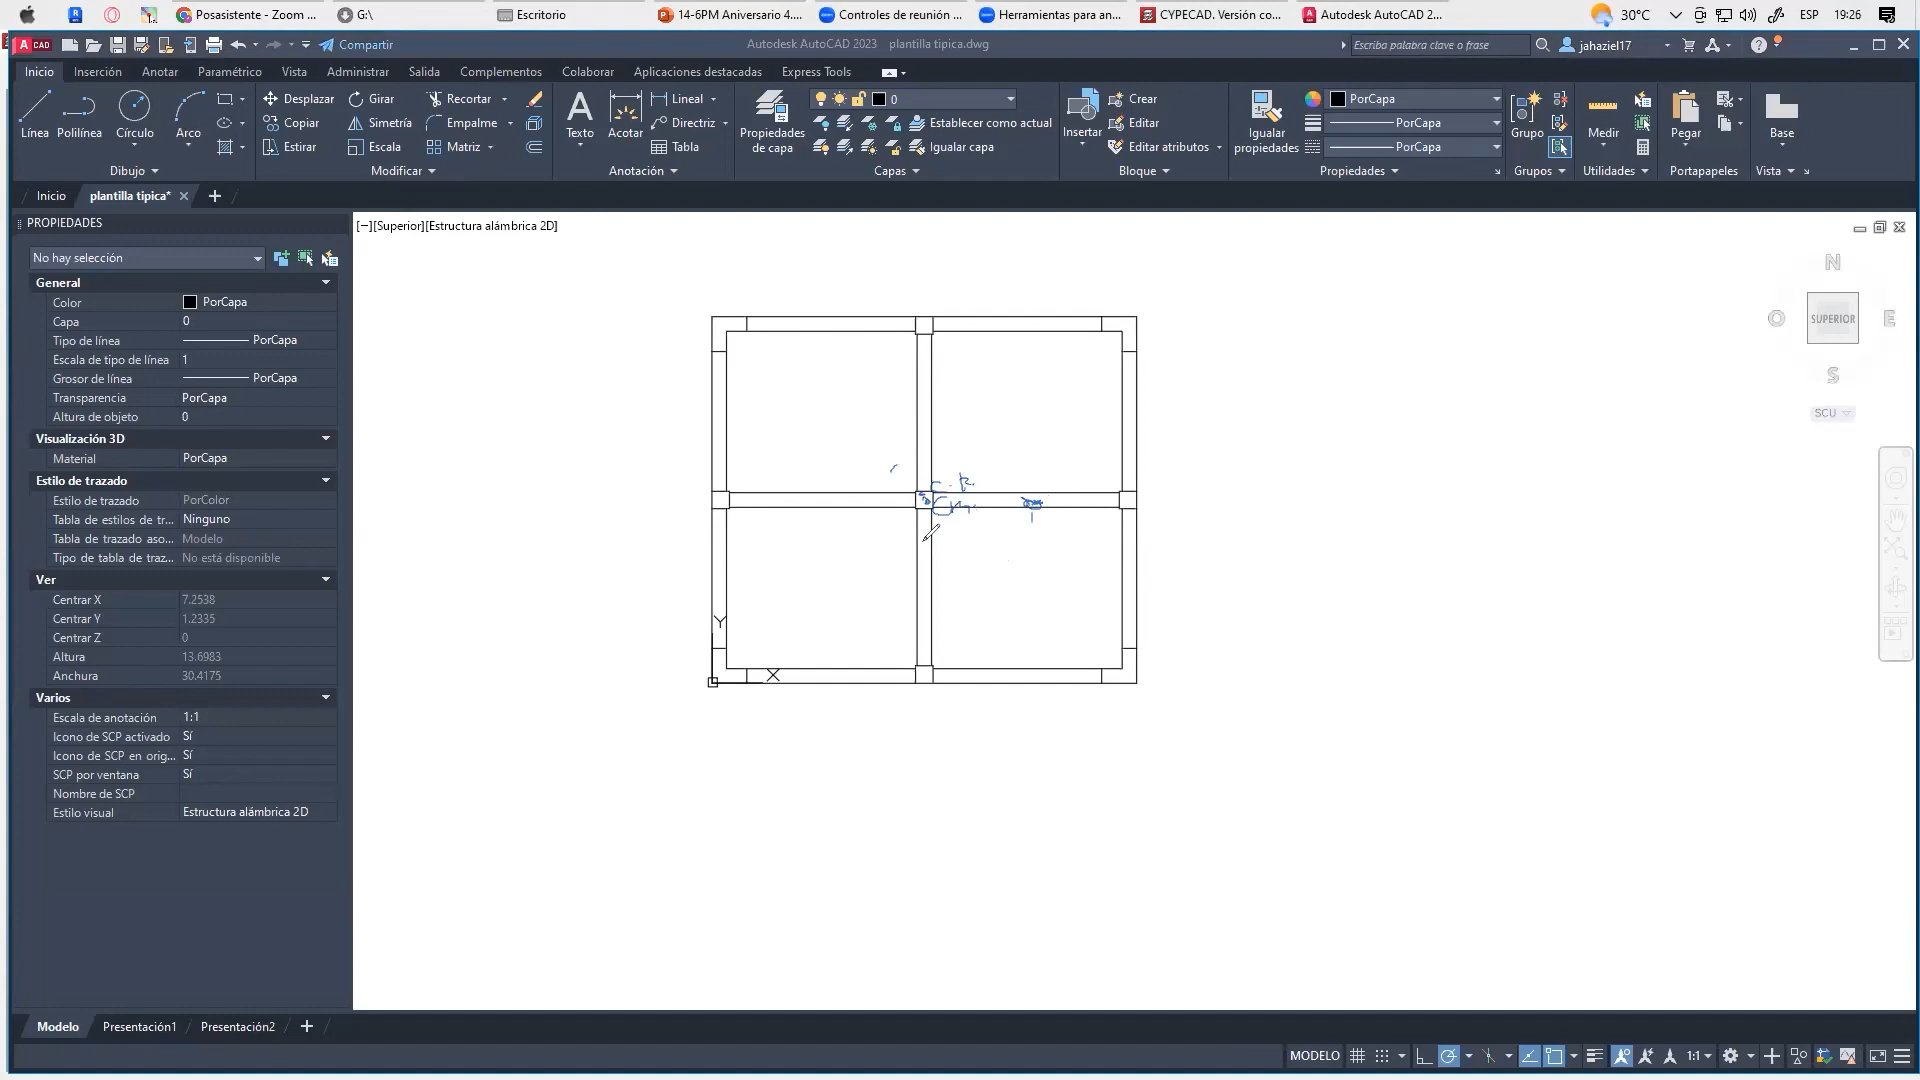 Posasistente - Zoom ...
G:\
Escritorio
14-6PM Aniversario 4....
Controles de reunión ...
Herramientas para an...
CYPECAD. Versión co...
Autodesk AutoCAD 2...
30°C
ESP
19:26
A CAD
Compartir
Autodesk AutoCAD 2023 plantilla tipica.dwg
Escriba palabra clave o frase
jahaziel17
Inicio
Inserción
Anotar
Paramétrico
Vista
Administrar
Salida
Complementos
Colaborar
Aplicaciones destacadas
Express Tools
Línea
Polilínea
Círculo
Arco
Dibujo
Desplazar
Girar
Recortar
Copiar
Simetría
Empalme
Estirar
Escala
Matriz
Modificar
Texto
Acotar
Lineal
Directriz
Tabla
Anotación
Propiedades de capa
0
Establecer como actual
Igualar capa
Capas
Insertar
Crear
Editar
Editar atributos
Bloque
Igualar propiedades
PorCapa
PorCapa
PorCapa
Propiedades
Grupo
Grupos
Medir
Utilidades
Pegar
Portapapeles
Base
Vista
Inicio
plantilla tipica*
PROPIEDADES
[−][Superior][Estructura alámbrica 2D]
No hay selección
General
Color PorCapa
Capa 0
Tipo de línea PorCapa
Escala de tipo de línea 1
Grosor de línea PorCapa
Transparencia PorCapa
Altura de objeto 0
Visualización 3D
Material PorCapa
Estilo de trazado
Estilo de trazado PorColor
Tabla de estilos de tr... Ninguno
Tabla de trazado aso... Modelo
Tipo de tabla de traz... No está disponible
Ver
Centrar X 7.2538
Centrar Y 1.2335
Centrar Z 0
Altura 13.6983
Anchura 30.4175
Varios
Escala de anotación 1:1
Icono de SCP activado Sí
Icono de SCP en orig... Sí
SCP por ventana Sí
Nombre de SCP
Estilo visual Estructura alámbrica 2D
N
O
SUPERIOR
E
S
SCU
Y
X
Modelo
Presentación1
Presentación2
MODELO
1:1